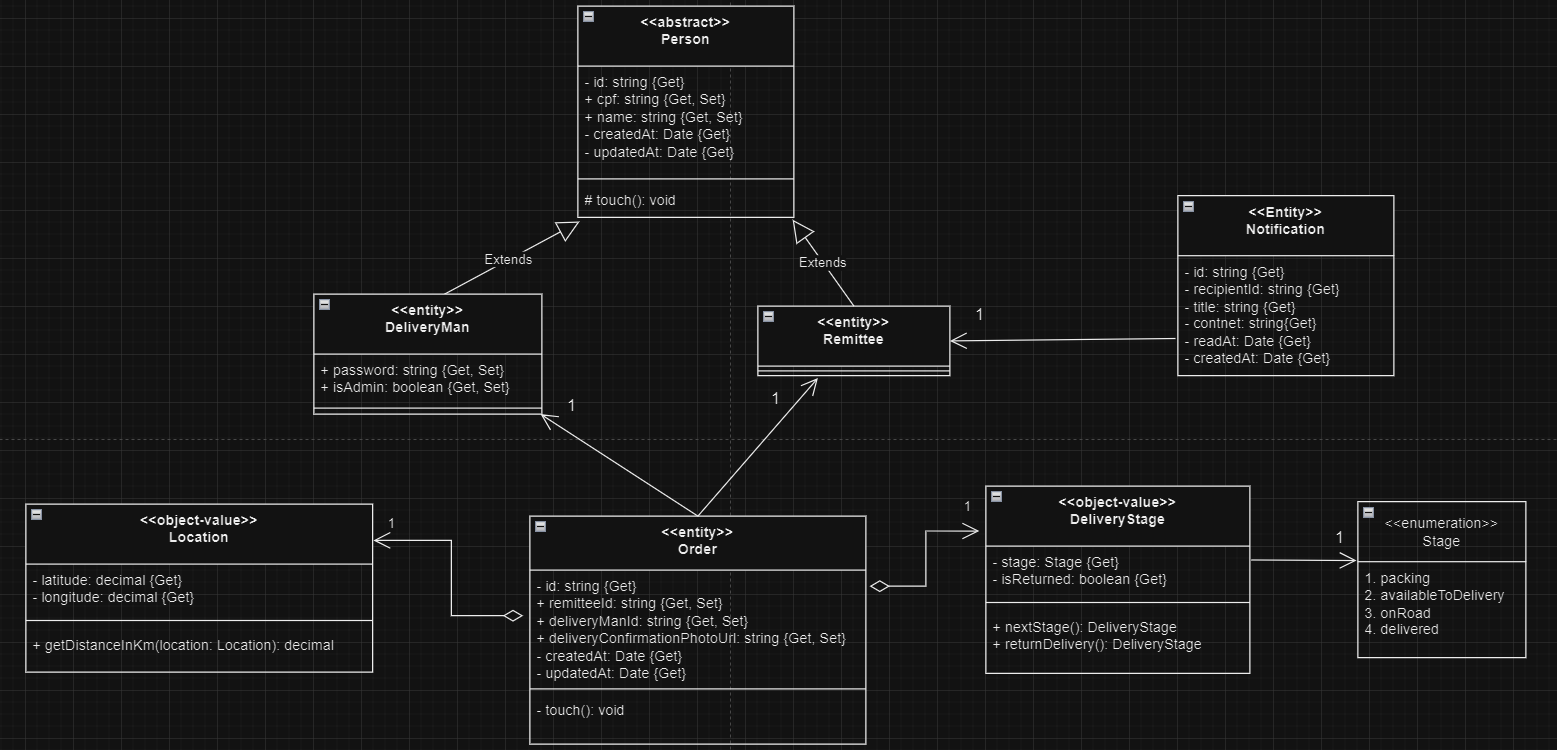 <<abstract>>
Person
- id: string {Get}
+ cpf: string {Get, Set}
+ name: string {Get, Set}
- createdAt: Date {Get}
- updatedAt: Date {Get}
# touch(): void
Extends
Extends
<<Entity>>
Notification
- id: string {Get}
- recipientId: string {Get}
- title: string {Get}
- contnet: string{Get}
- readAt: Date {Get}
- createdAt: Date {Get}
<<entity>>
DeliveryMan
+ password: string {Get, Set}
+ isAdmin: boolean {Get, Set}
<<entity>>
Remittee
1
1
1
<<object-value>>
Location
- latitude: decimal {Get}
- longitude: decimal {Get}
+ getDistanceInKm(location: Location): decimal
1
<<entity>>
Order
- id: string {Get}
+ remitteeId: string {Get, Set}
+ deliveryManId: string {Get, Set}
+ deliveryConfirmationPhotoUrl: string {Get, Set}
- createdAt: Date {Get}
- updatedAt: Date {Get}
- touch(): void
1
<<object-value>>
DeliveryStage
- stage: Stage {Get}
- isReturned: boolean {Get}
+ nextStage(): DeliveryStage
+ returnDelivery(): DeliveryStage
1
<<enumeration>>
Stage
1. packing
2. availableToDelivery
3. onRoad
4. delivered